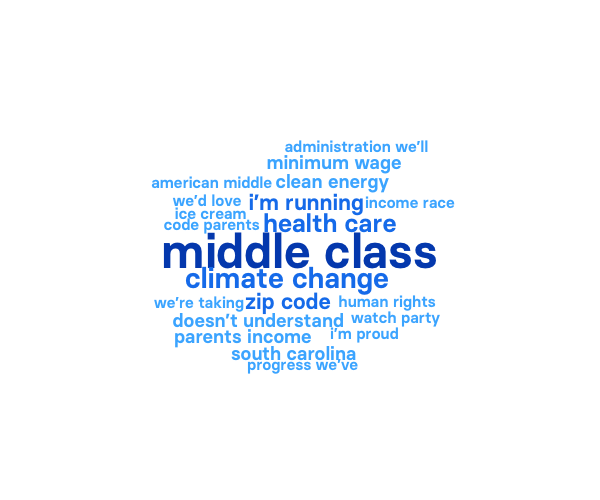 administration we'll
minimum wage
american middle clean energy
we'd love i'm running income race
ice cream
code parents health care
middle class
climate change
we're taking zip code human rights
doesn't understand watch party
parents income i'm proud
south carolina
progress we've